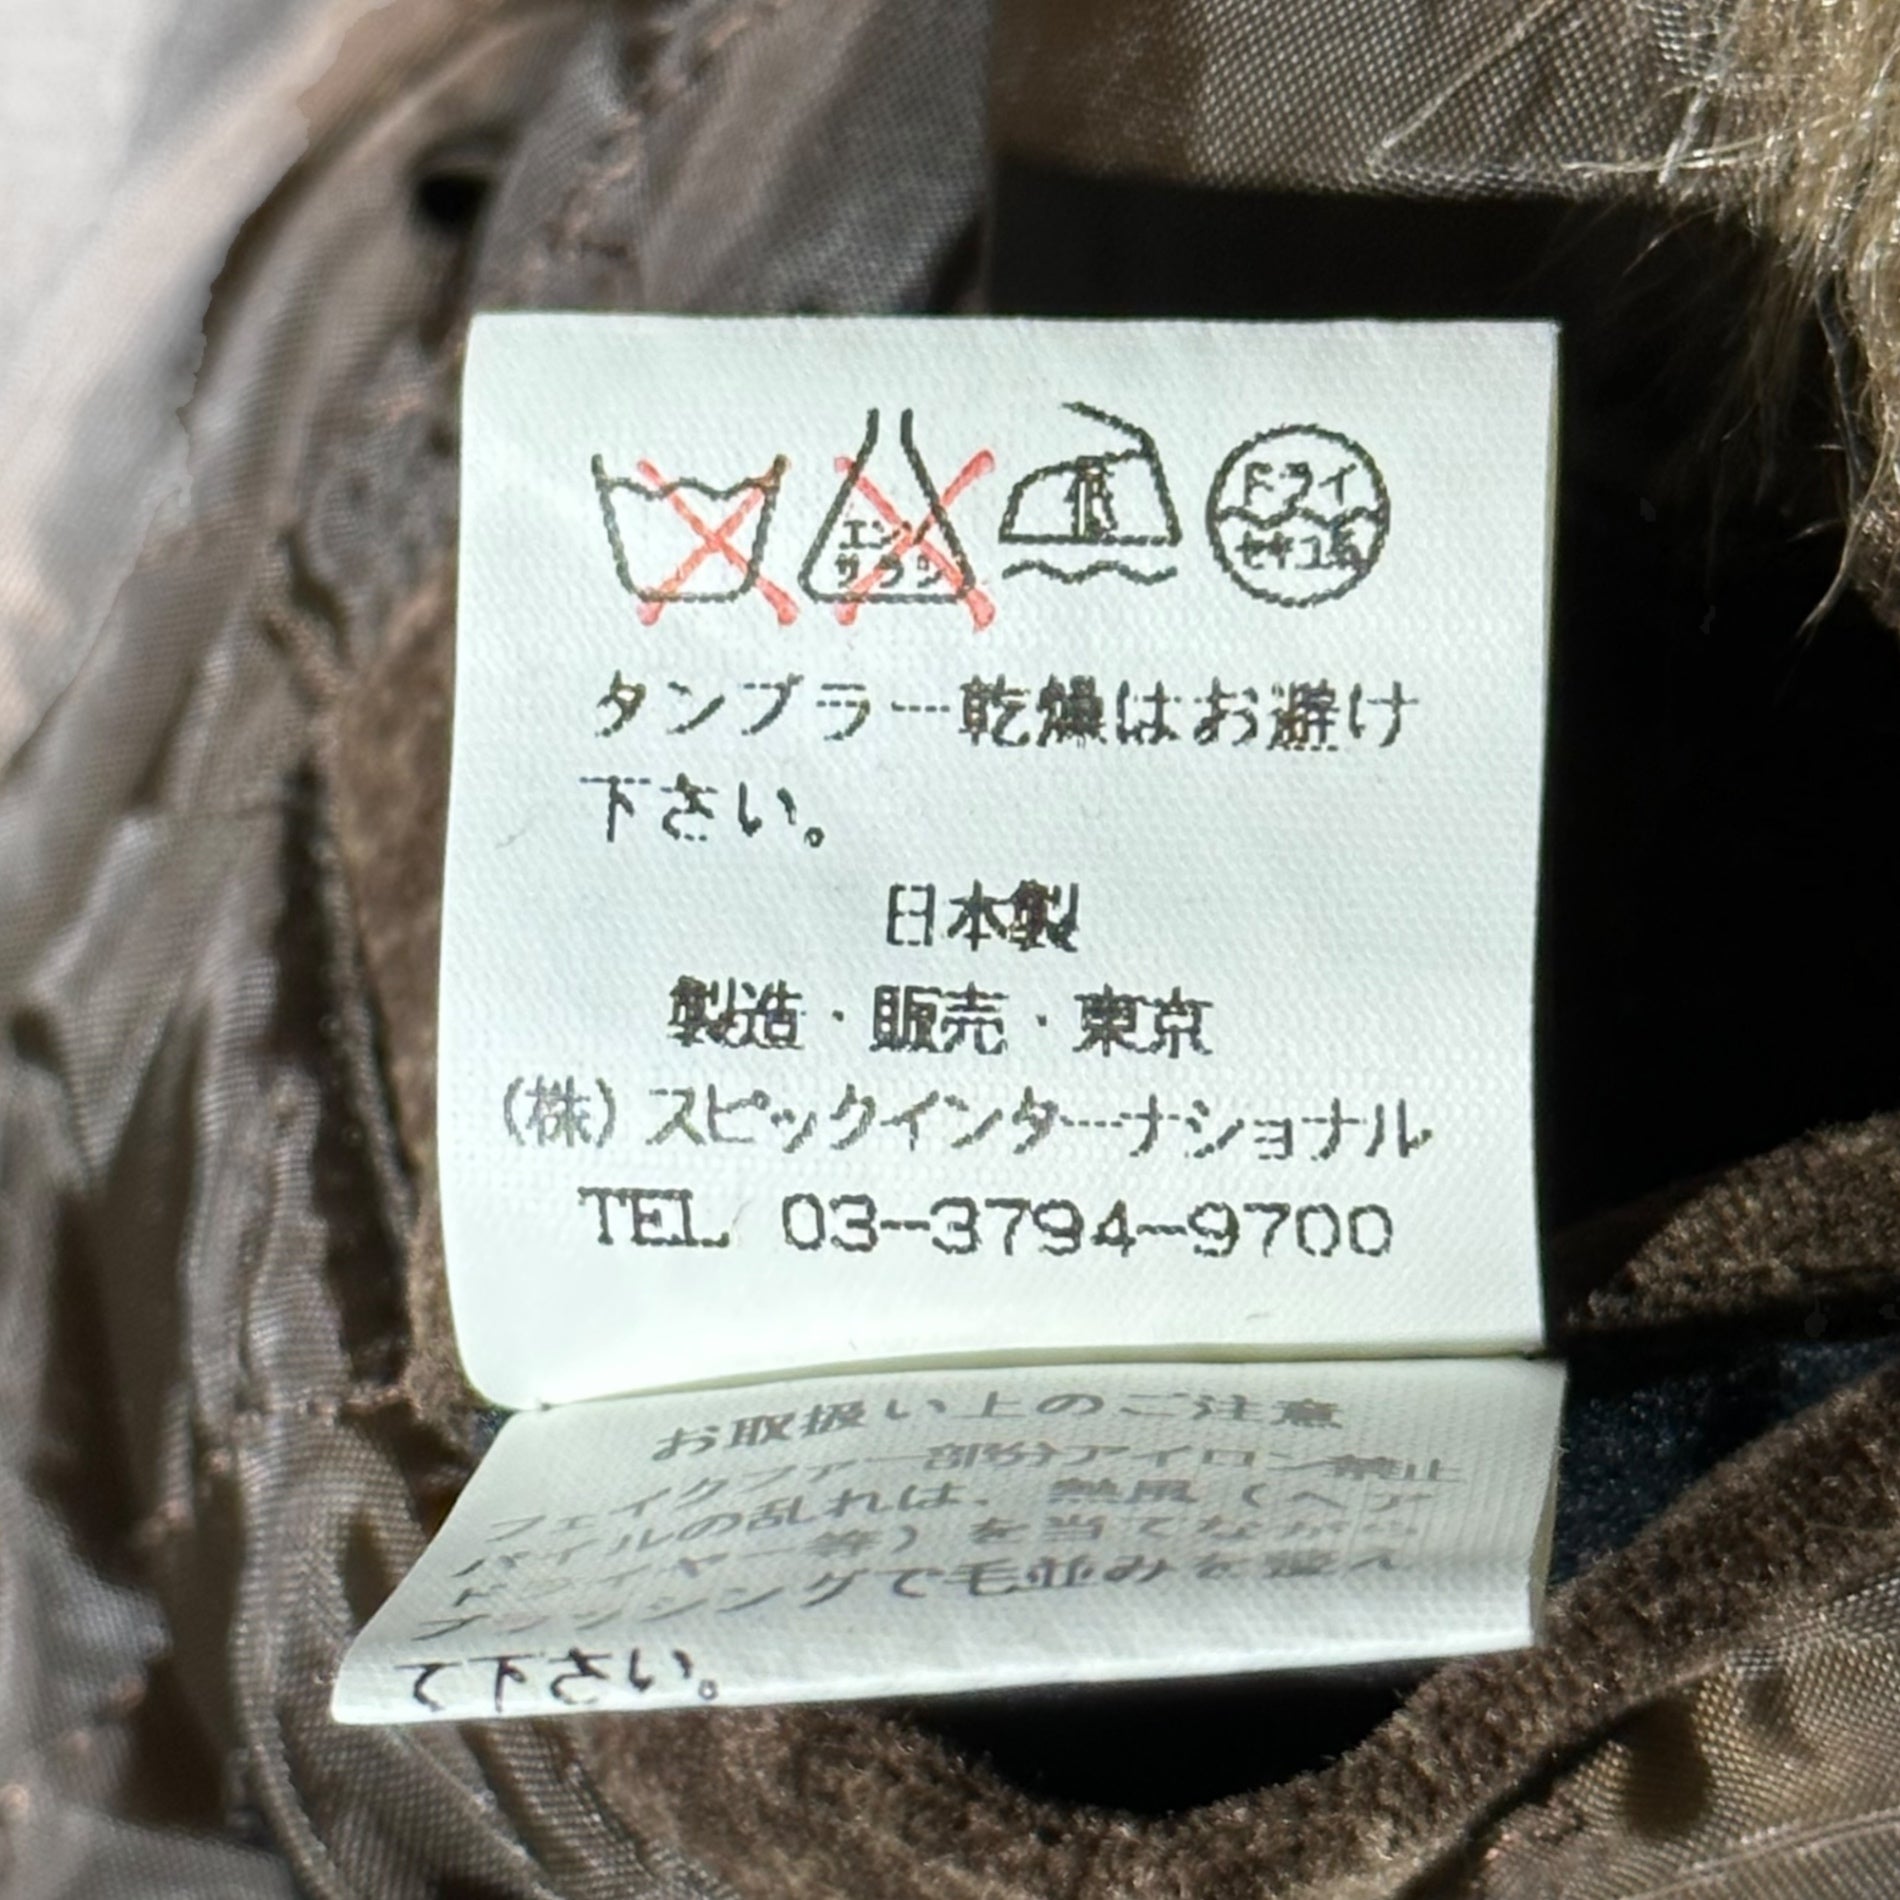 エンソ
サラシ
低
ドライ
セキユ系
タンブラー乾燥はお避け
下さい。
日本製
製造・販売・東京
(株)スピックインターナショナル
TEL 03-3794-9700
お取扱い上のご注意
フェイクファー部分アイロン禁止
パイルの乱れは、熱風(ヘア
ドライヤー等)を当てながら
ブラッシングで毛並みを整え
て下さい。